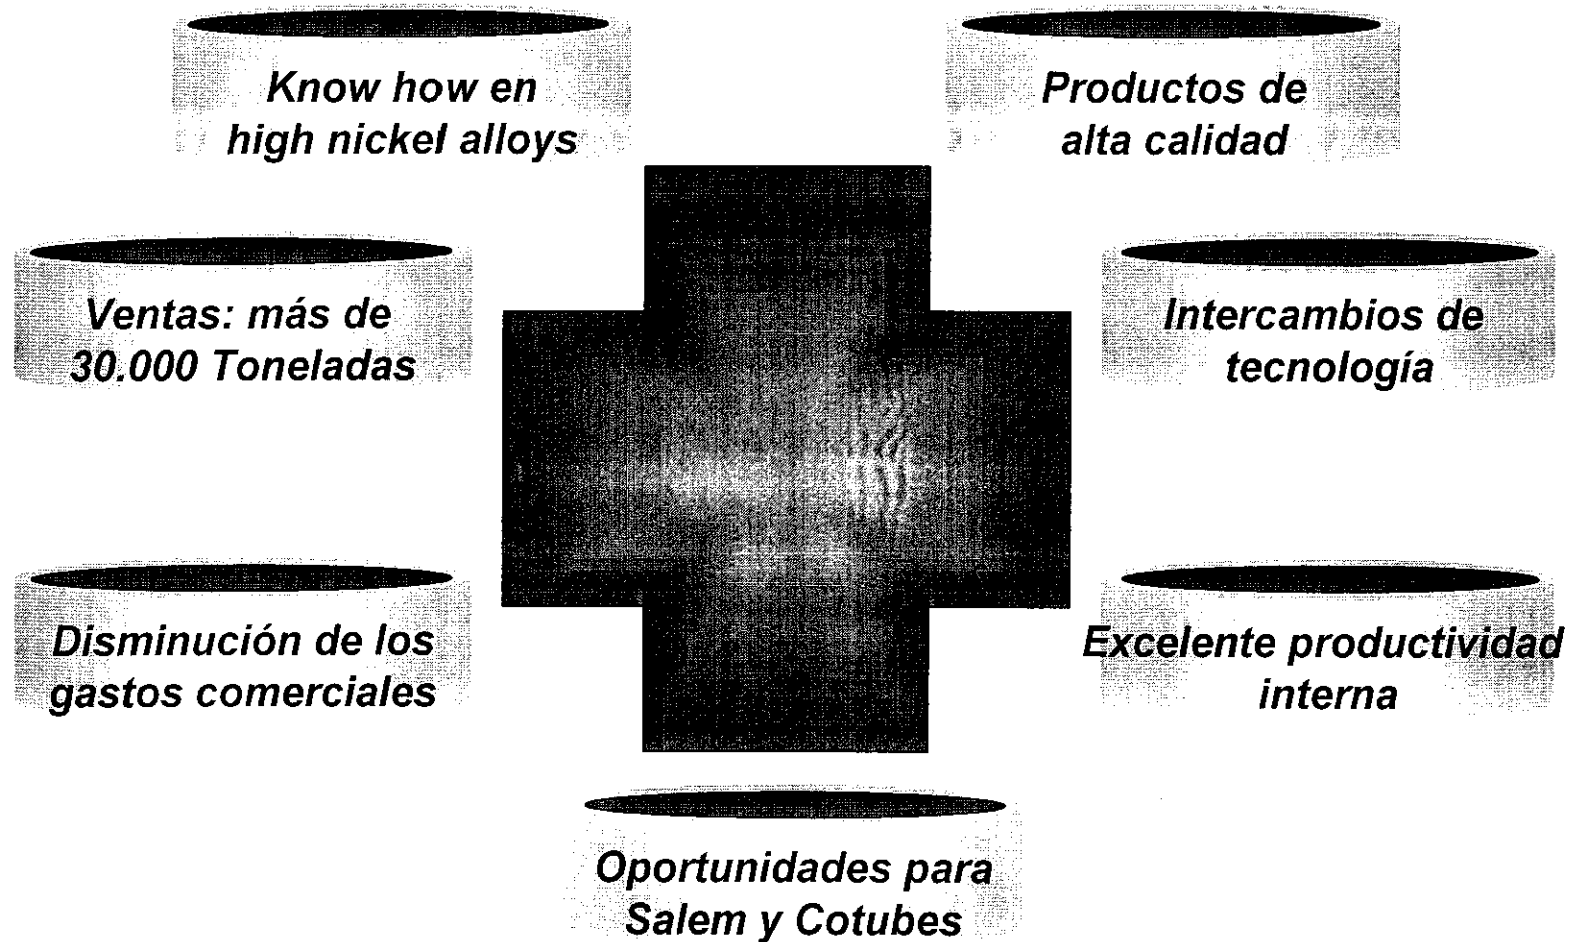 Know how en
high nickel alloys
Productos de
alta calidad
Ventas: más de
30.000 Toneladas
Intercambios de
tecnología
Disminución de los
gastos comerciales
Excelente productividad
interna
Oportunidades para
Salem y Cotubes